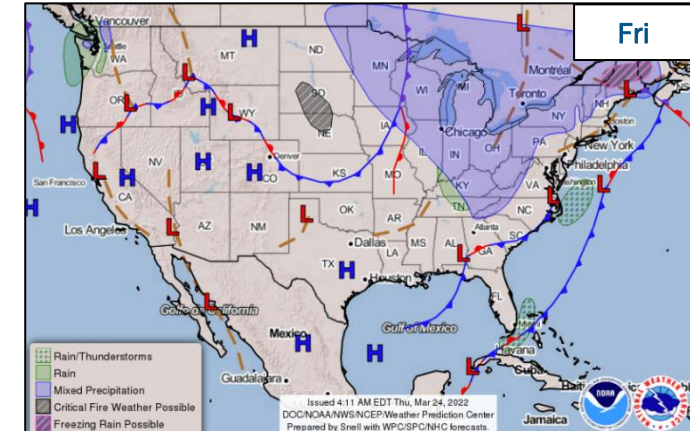 Fri
Vancouver
Seattle
WA
MT
ND
MN
Montréal
OR
SD
WI
MI
Toronto
NH
WY
IA
NY
Boston
NE
Chicago
PA
New York
NV
Denver
IL
IN
OH
Philadelphia
San Francisco
CO
KS
MO
KY
VA
Washington
CA
TN
NC
Los Angeles
AZ
NM
OK
AR
Atlanta
SC
Dallas
MS
AL
GA
LA
TX
Houston
FL
Golfo de California
Gulf of Mexico
Miami
Mexico
Havana
Cuba
Guadalajara
Jamaica
H
H
H
H
H
H
H
H
H
H
H
L
L
L
L
L
L
L
L
L
L
L
L
L
Rain/Thunderstorms
Rain
Mixed Precipitation
Critical Fire Weather Possible
Freezing Rain Possible
Issued 4:11 AM EDT Thu, Mar 24, 2022
DOC/NOAA/NWS/NCEP/Weather Prediction Center
Prepared by Snell with WPC/SPC/NHC forecasts.
NOAA